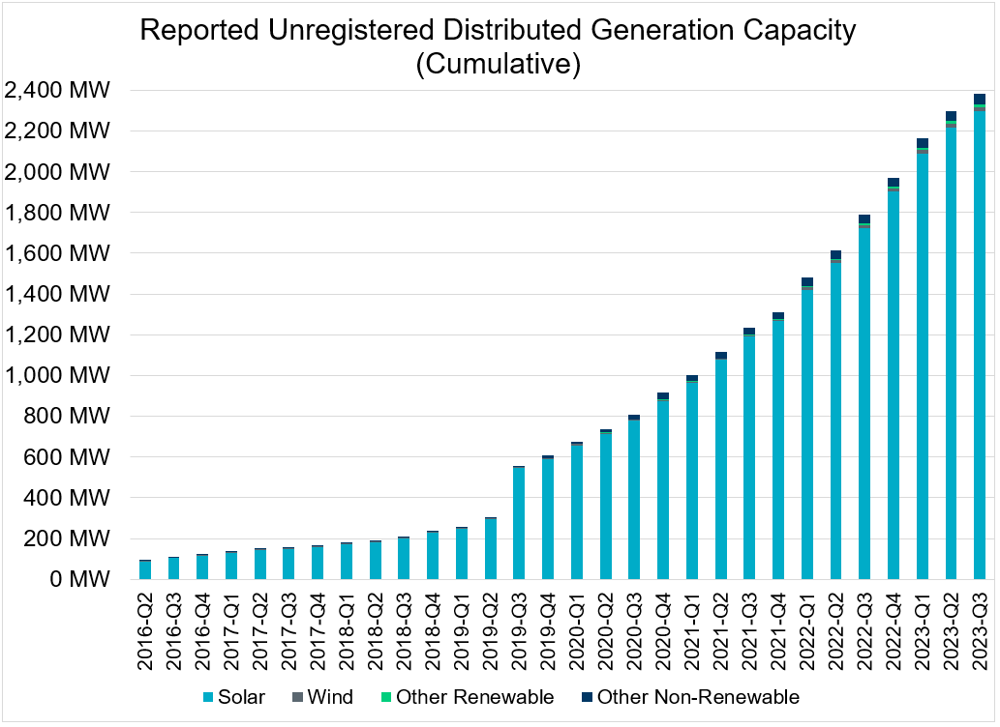 Reported Unregistered Distributed Generation Capacity
(Cumulative)
2,400 MW
2,200 MW
2,000 MW
1,800 MW
1,600 MW
1,400 MW
1,200 MW
1,000 MW
800 MW
600 MW
400 MW
200 MW
0 MW
2016-Q2
2016-Q3
2016-Q4
2017-Q1
2017-Q2
2017-Q3
2017-Q4
2018-Q1
2018-Q2
2018-Q3
2018-Q4
2019-Q1
2019-Q2
2019-Q3
2019-Q4
2020-Q1
2020-Q2
2020-Q3
2020-Q4
2021-Q1
2021-Q2
2021-Q3
2021-Q4
2022-Q1
2022-Q2
2022-Q3
2022-Q4
2023-Q1
2023-Q2
2023-Q3
Solar Wind Other Renewable Other Non-Renewable